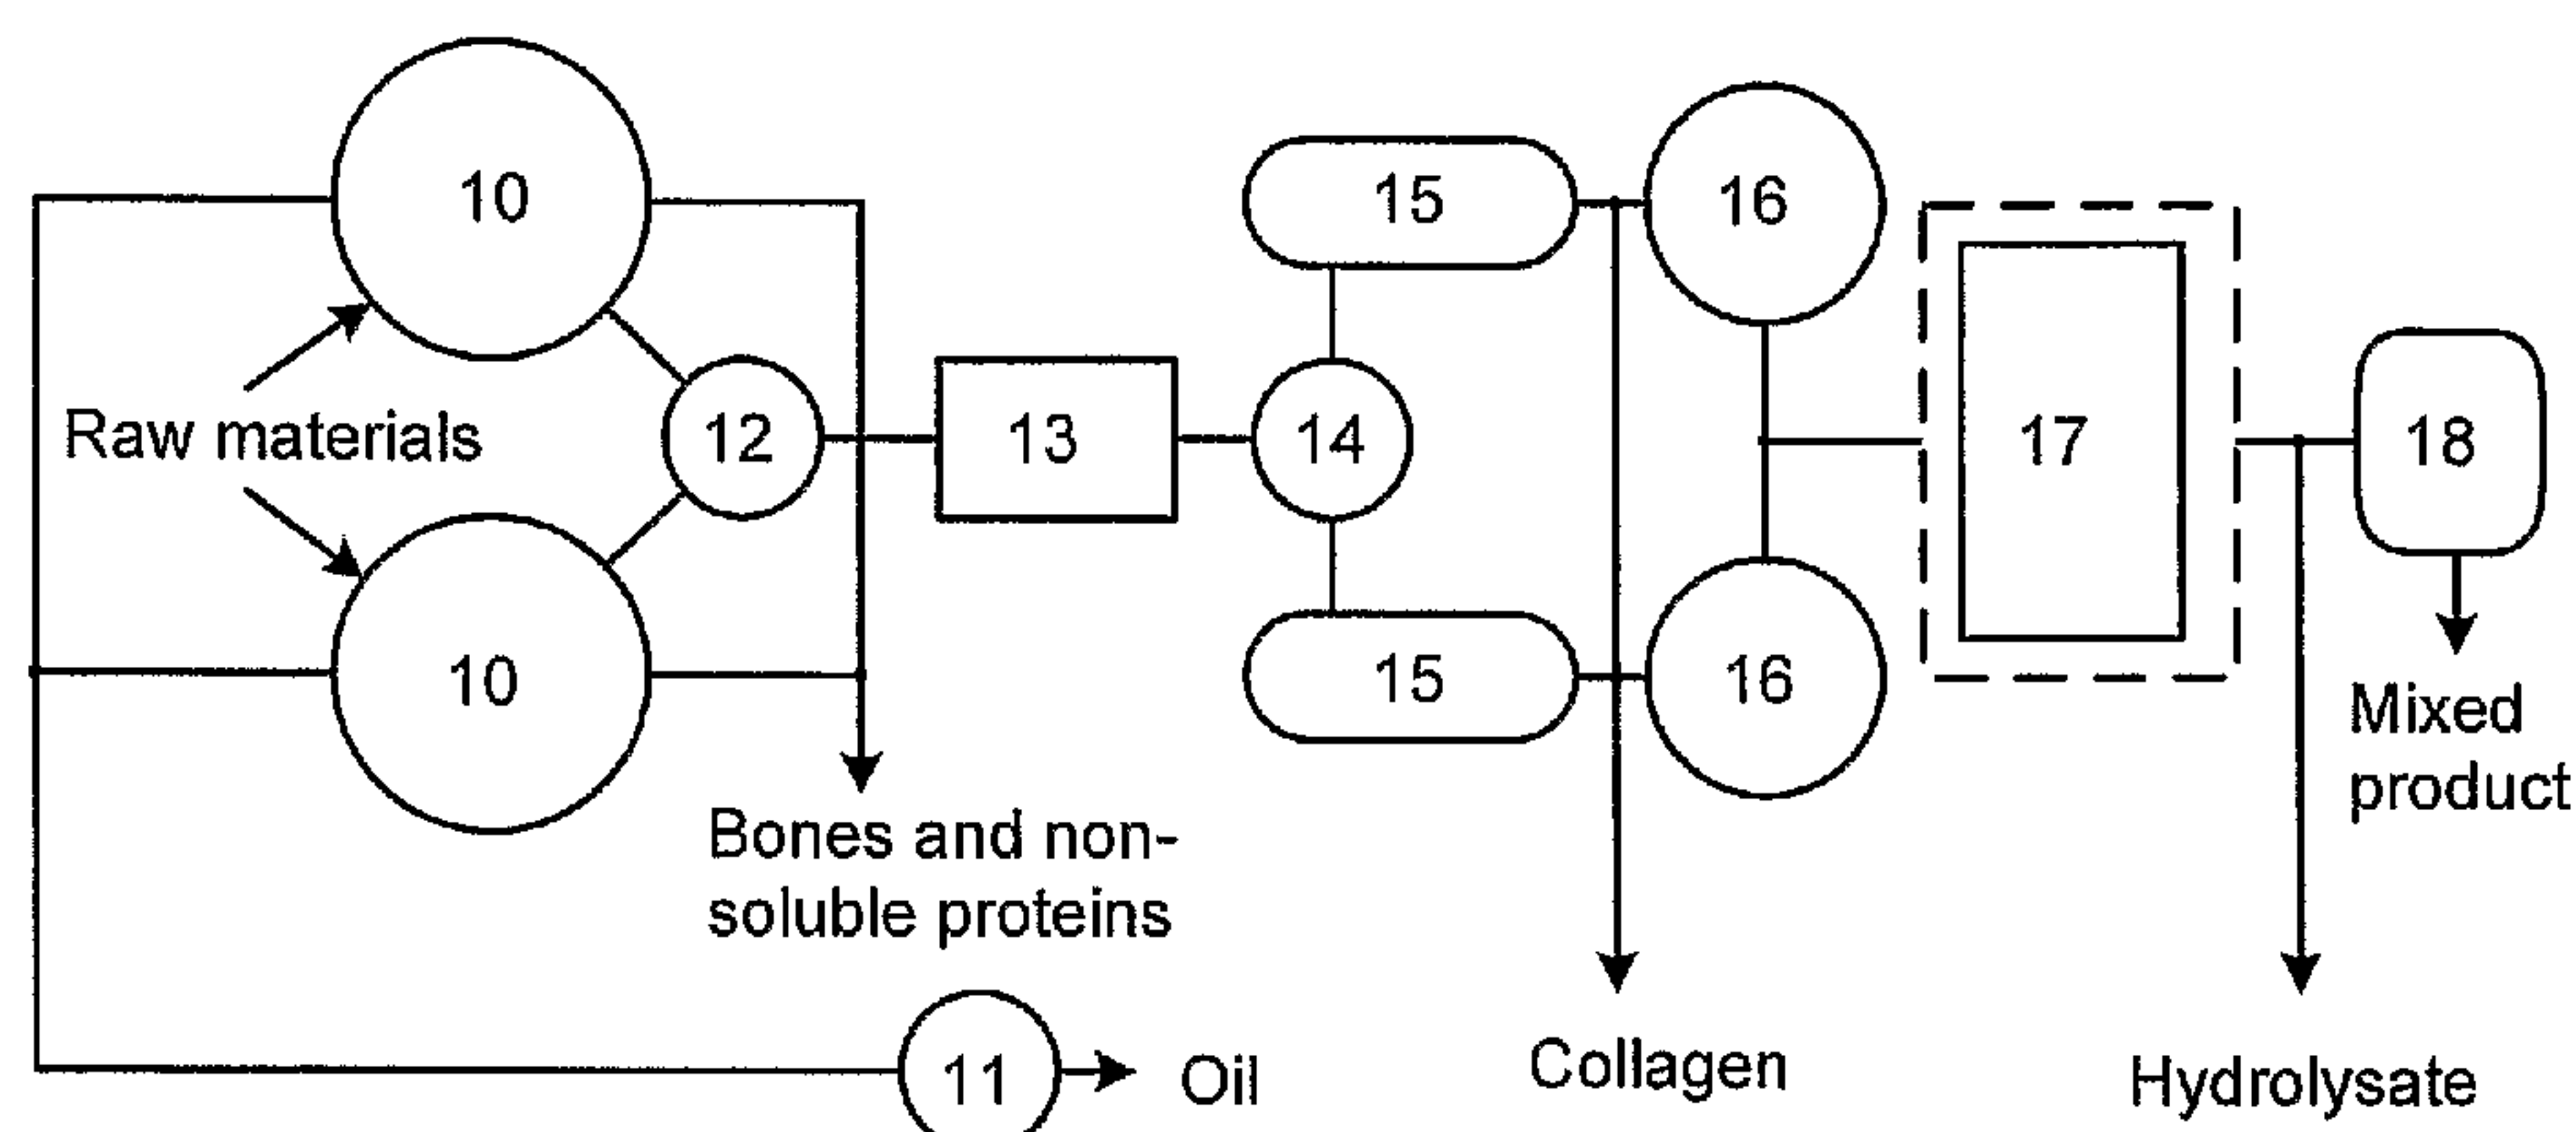 10
15
16
Raw materials
12
13
14
17
18
10
15
16
Mixed
product
Bones and non-
soluble proteins
11
Oil
Collagen
Hydrolysate